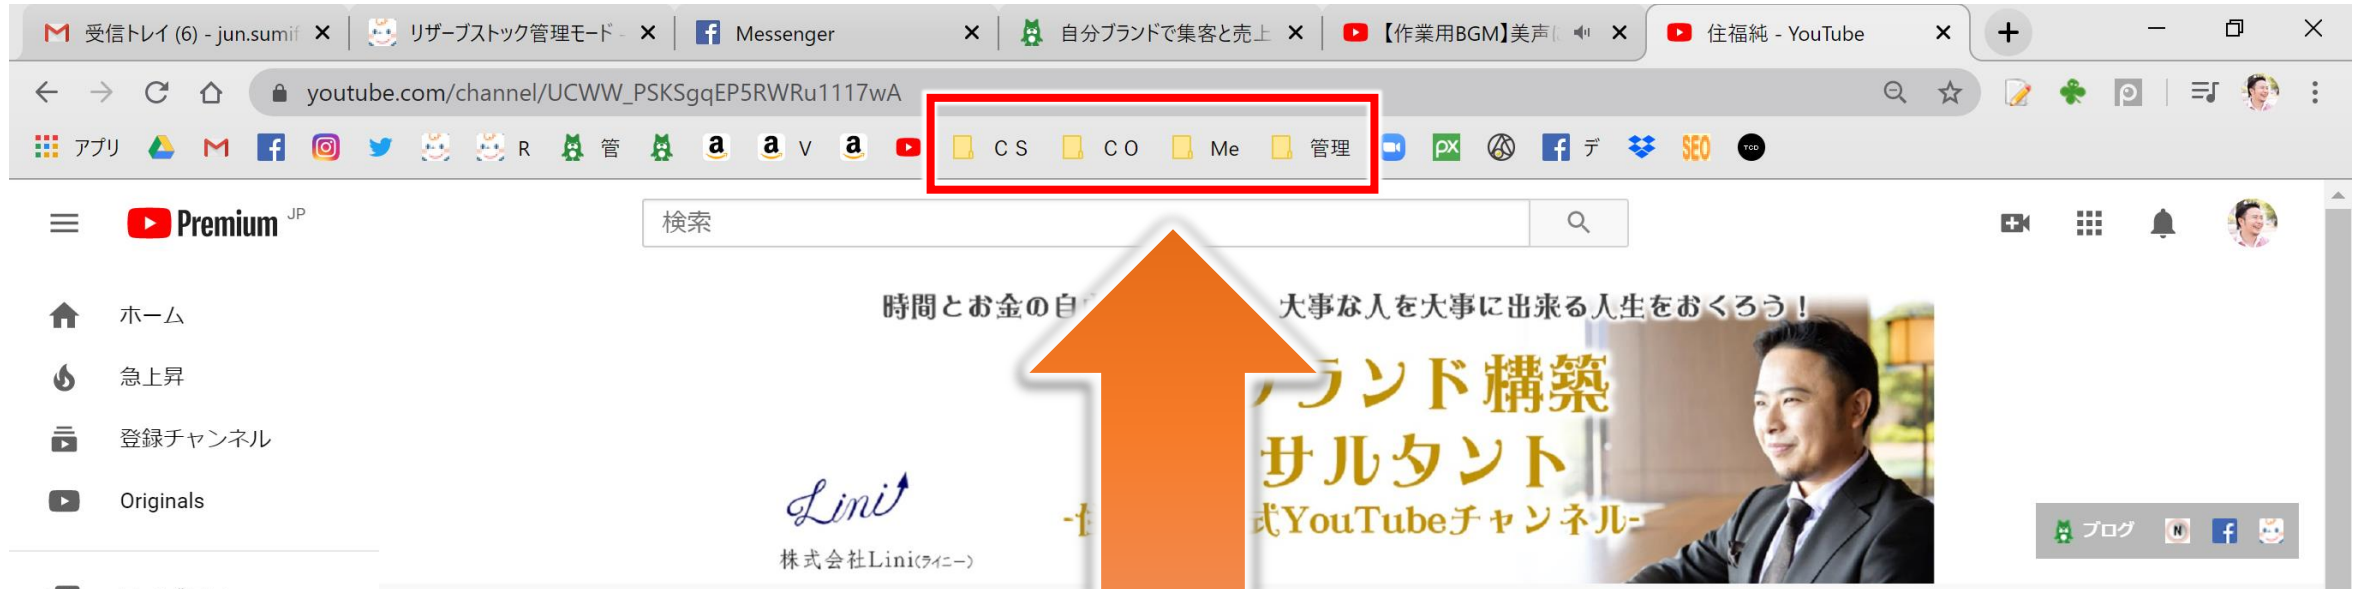 受信トレイ (6) - jun.sumif
リザーブストック管理モード -
Messenger
自分ブランドで集客と売上
【作業用BGM】美声
住福純 - YouTube
youtube.com/channel/UCWW_PSKSgqEP5RWRu1117wA
アプリ R 管 a a V a CS CO Me 管理 px デ SEO TCD
Premium JP
検索
時間とお金の自 大事な人を大事に出来る人生をおくろう!
ホーム
急上昇
ランド構築
登録チャンネル
サルタント
Originals
Lini
式YouTubeチャンネル-
ブログ N
株式会社Lini(ライニー)